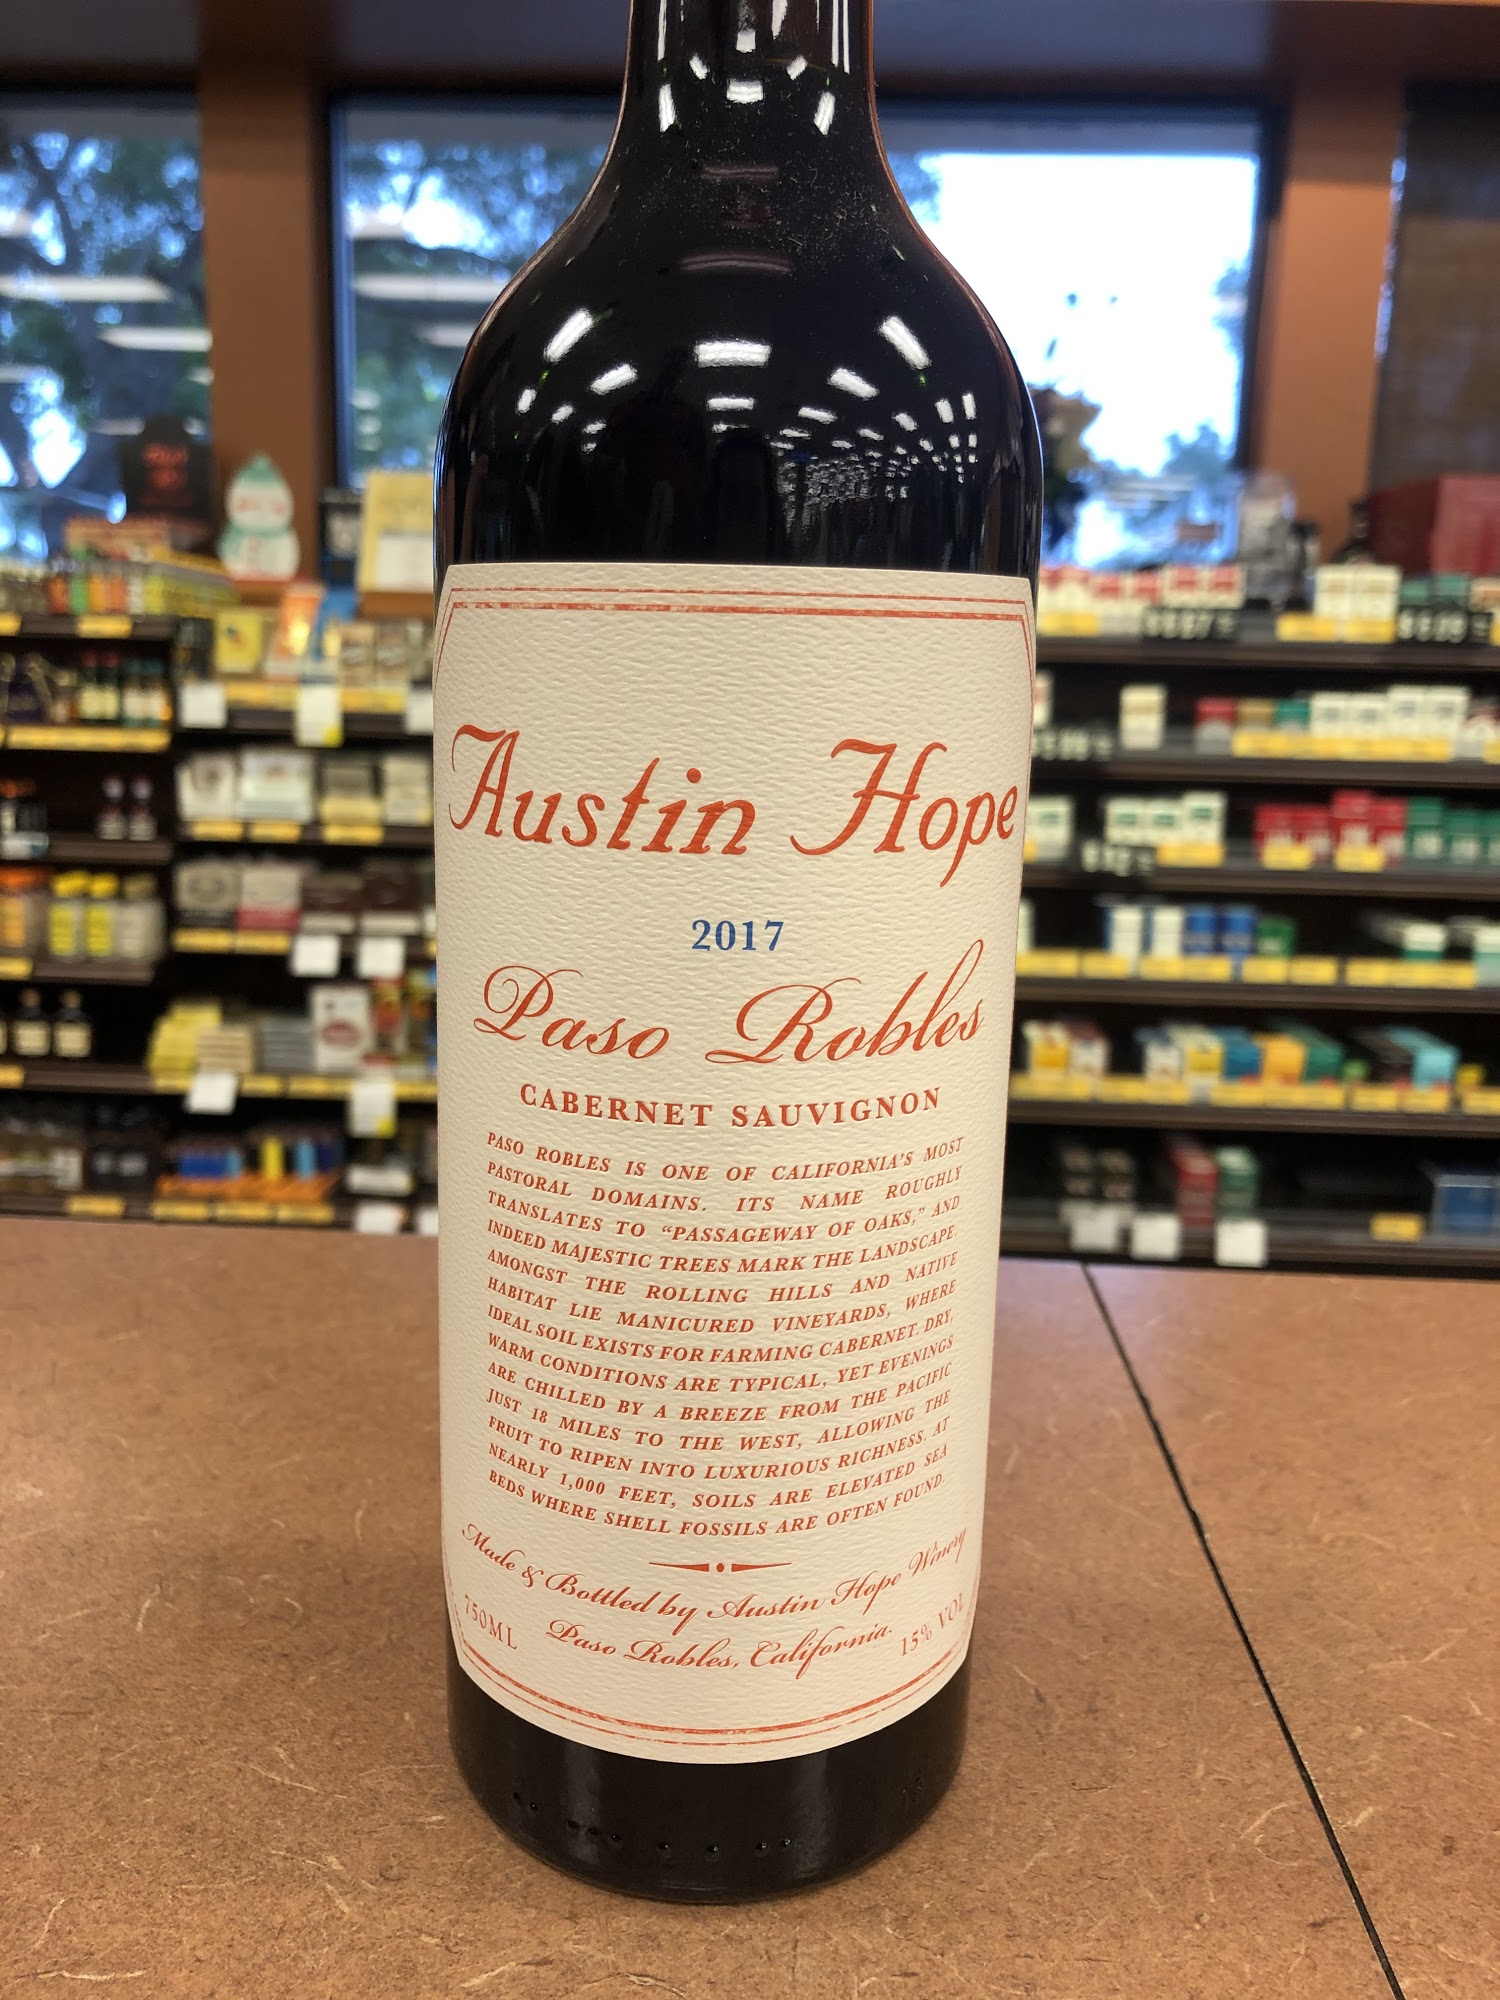 Austin Hope
2017
Paso Robles
CABERNET SAUVIGNON
PASO ROBLES IS ONE OF CALIFORNIA'S MOST
PASTORAL DOMAINS. ITS NAME ROUGHLY
TRANSLATES TO “PASSAGEWAY OF OAKS,” AND
INDEED MAJESTIC TREES MARK THE LANDSCAPE.
AMONGST THE ROLLING HILLS AND NATIVE
HABITAT LIE MANICURED VINEYARDS, WHERE
IDEAL SOIL EXISTS FOR FARMING CABERNET. DRY,
WARM CONDITIONS ARE TYPICAL, YET EVENINGS
ARE CHILLED BY A BREEZE FROM THE PACIFIC
JUST 18 MILES TO THE WEST, ALLOWING THE
FRUIT TO RIPEN INTO LUXURIOUS RICHNESS. AT
NEARLY 1,000 FEET, SOILS ARE ELEVATED SEA
BEDS WHERE SHELL FOSSILS ARE OFTEN FOUND.
Made & Bottled by Austin Hope Winery
750ML Paso Robles, California. 15% VOL